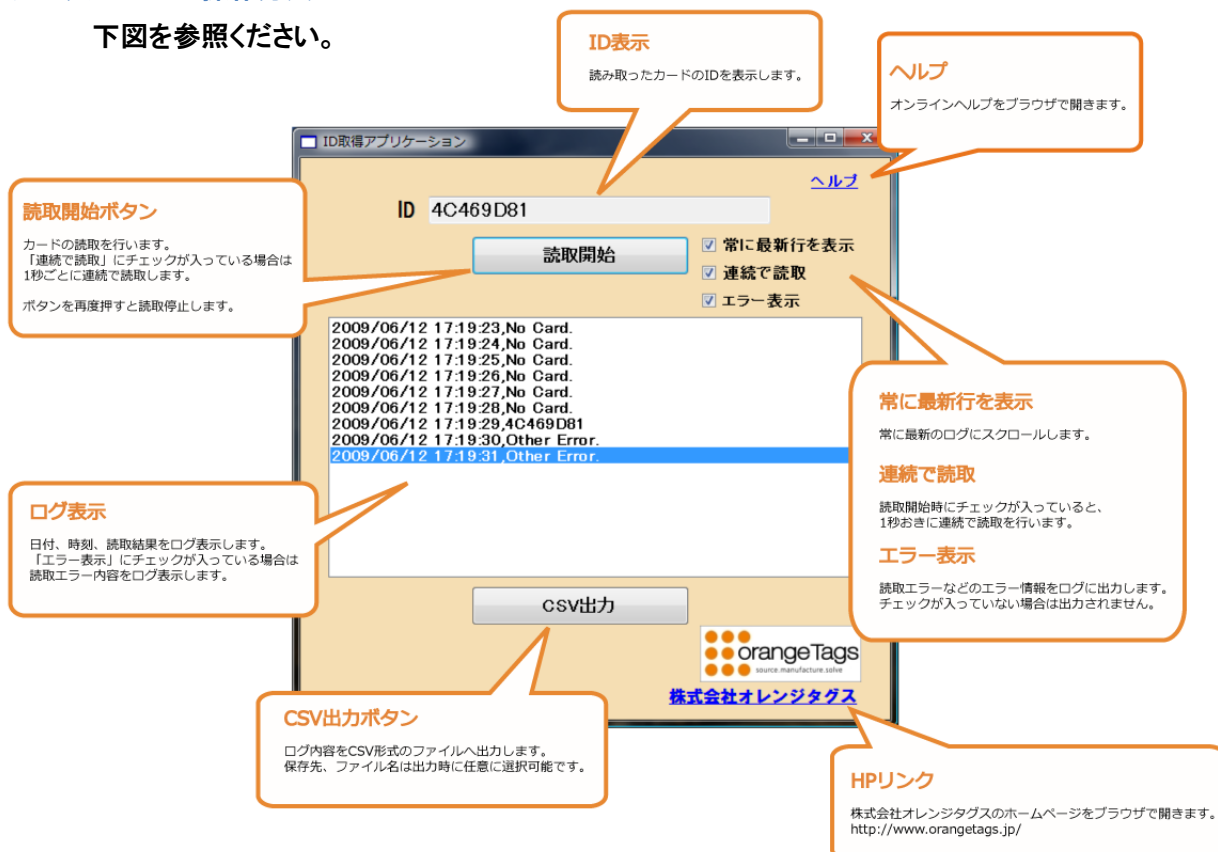 下図を参照ください。
ID表示
読み取ったカードのIDを表示します。
ヘルプ
オンラインヘルプをブラウザで開きます。
ID取得アプリケーション
ヘルプ
ID 4C469D81
読取開始
常に最新行を表示
連続で読取
エラー表示
読取開始ボタン
カードの読取を行います。
「連続で読取」にチェックが入っている場合は
1秒ごとに連続で読取します。
ボタンを再度押すと読取停止します。
2009/06/12 17:19:23,No Card.
2009/06/12 17:19:24,No Card.
2009/06/12 17:19:25,No Card.
2009/06/12 17:19:26,No Card.
2009/06/12 17:19:27,No Card.
2009/06/12 17:19:28,No Card.
2009/06/12 17:19:29,4C469D81
2009/06/12 17:19:30,Other Error.
2009/06/12 17:19:31,Other Error.
常に最新行を表示
常に最新のログにスクロールします。
連続で読取
読取開始時にチェックが入っていると、
1秒おきに連続で読取を行います。
エラー表示
読取エラーなどのエラー情報をログに出力します。
チェックが入っていない場合は出力されません。
ログ表示
日付、時刻、読取結果をログ表示します。
「エラー表示」にチェックが入っている場合は
読取エラー内容をログ表示します。
CSV出力
orangeTags
source.manufacture.solve
株式会社オレンジタグス
CSV出力ボタン
ログ内容をCSV形式のファイルへ出力します。
保存先、ファイル名は出力時に任意に選択可能です。
HPリンク
株式会社オレンジタグスのホームページをブラウザで開きます。
http://www.orangetags.jp/